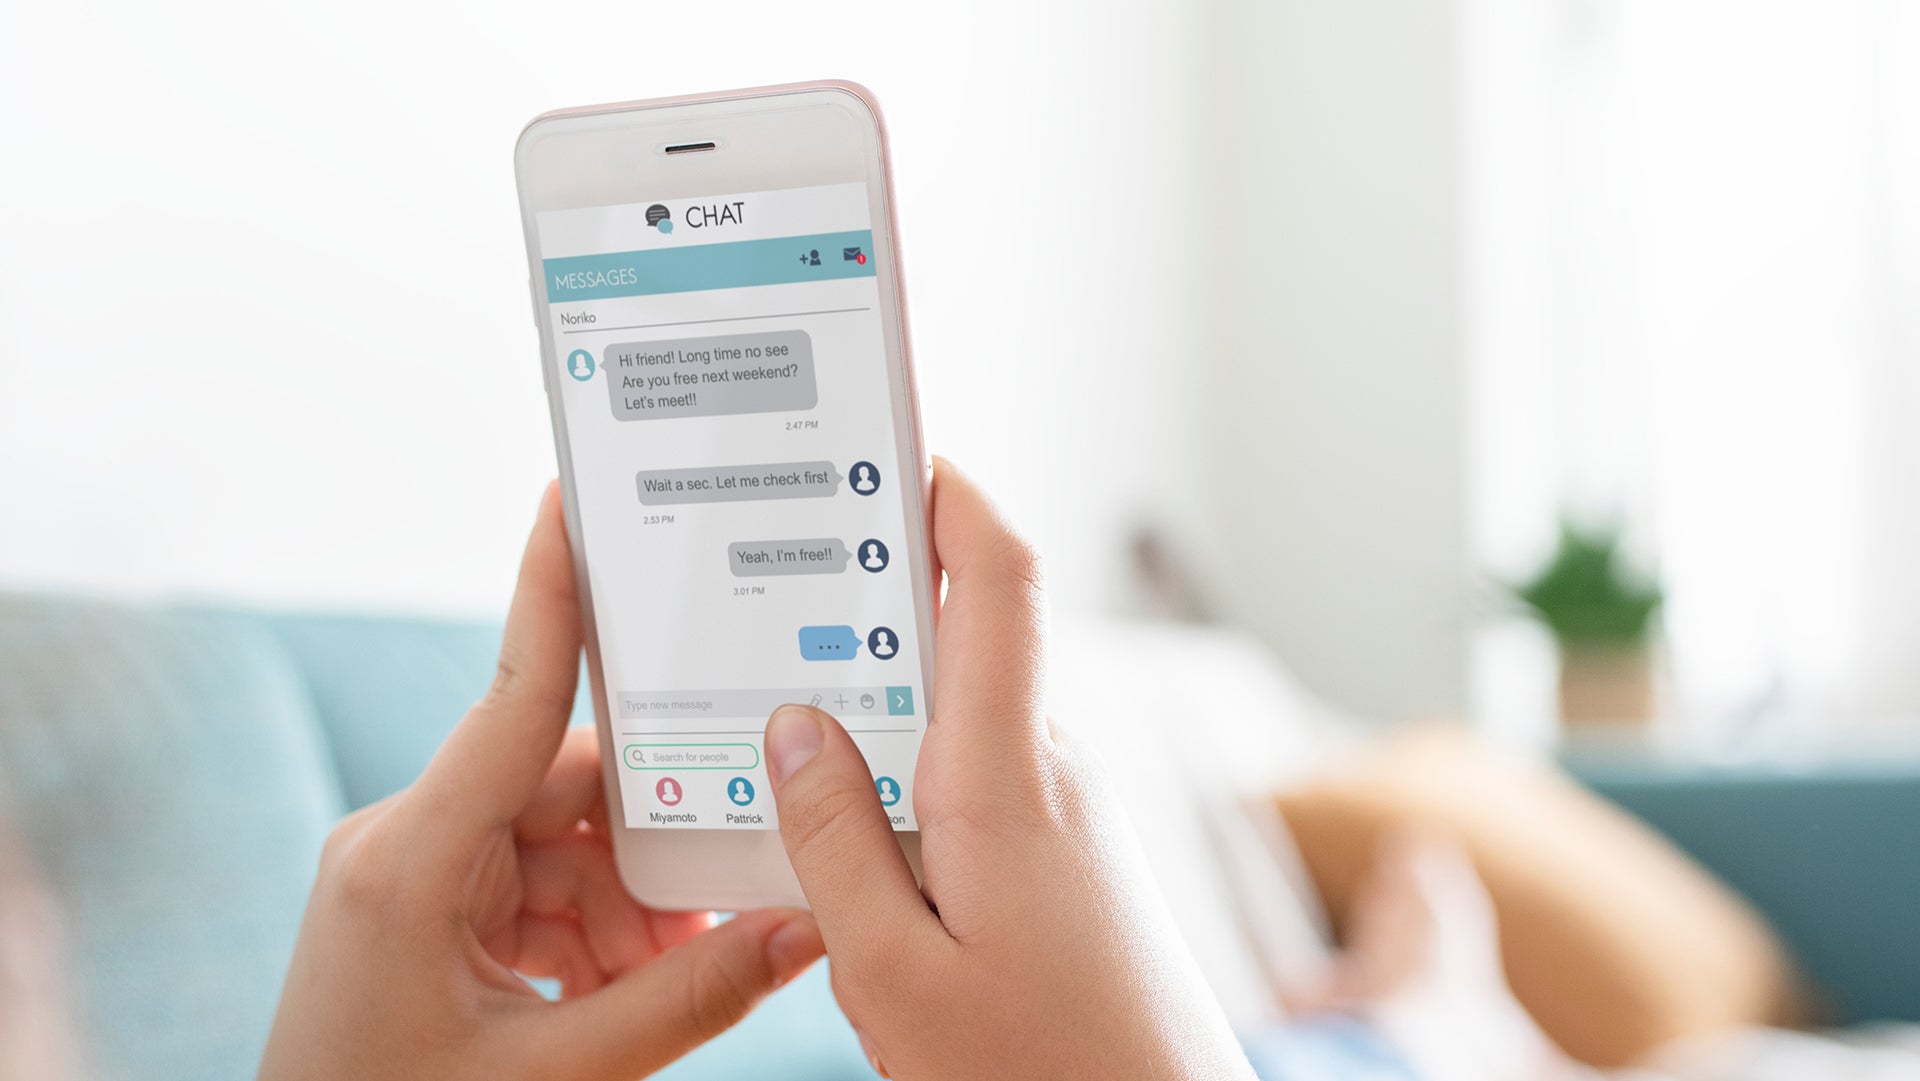 CHAT
MESSAGES
Noriko
Hi friend! Long time no see
Are you free next weekend?
Let's meet!!
2.47 PM
Wait a sec. Let me check first
2.53 PM
Yeah, I'm free!!
3.01 PM
...
Type new message
Search for people
Miyamoto
Pattrick